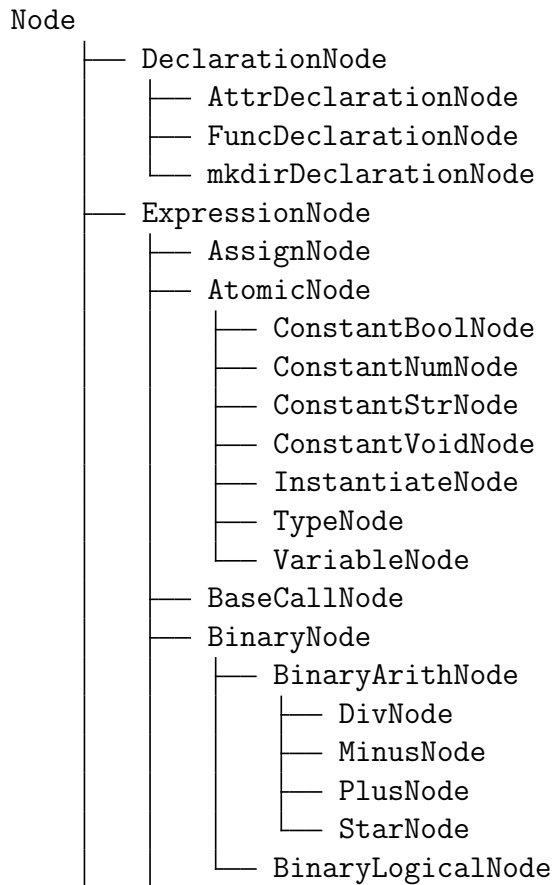 Node
DeclarationNode
AttrDeclarationNode
FuncDeclarationNode
mkdirDeclarationNode
ExpressionNode
AssignNode
AtomicNode
ConstantBoolNode
ConstantNumNode
ConstantStrNode
ConstantVoidNode
InstantiateNode
TypeNode
VariableNode
BaseCallNode
BinaryNode
BinaryArithNode
DivNode
MinusNode
PlusNode
StarNode
BinaryLogicalNode